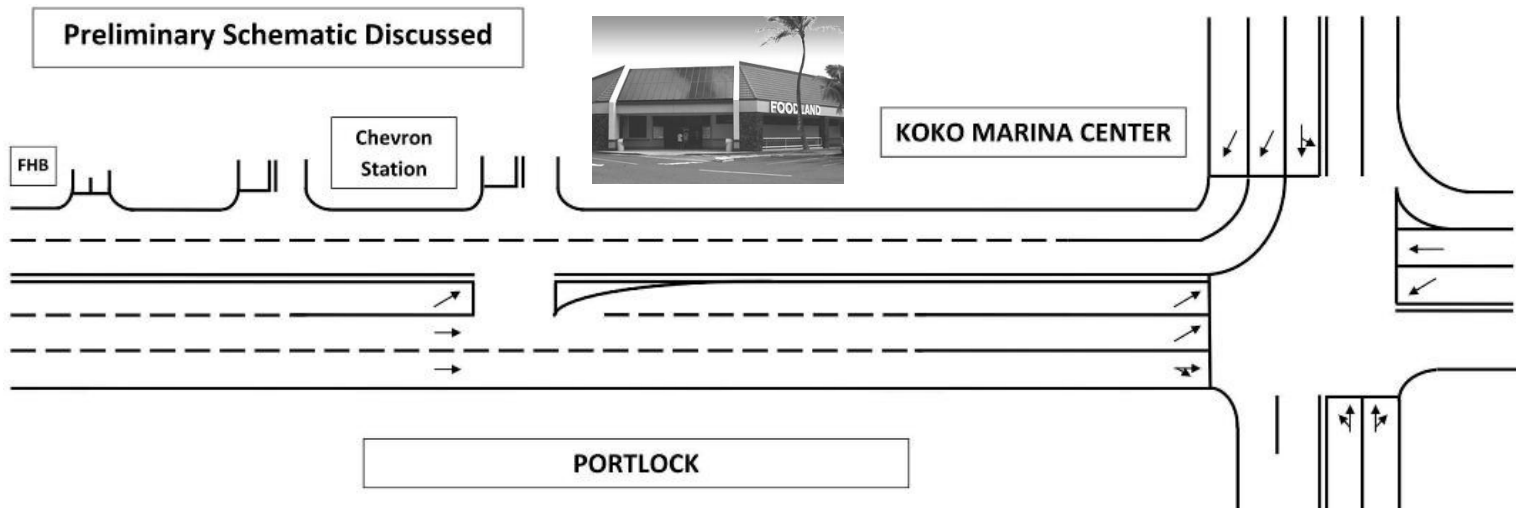 Preliminary Schematic Discussed
FOODLAND
KOKO MARINA CENTER
Chevron
Station
FHB
PORTLOCK